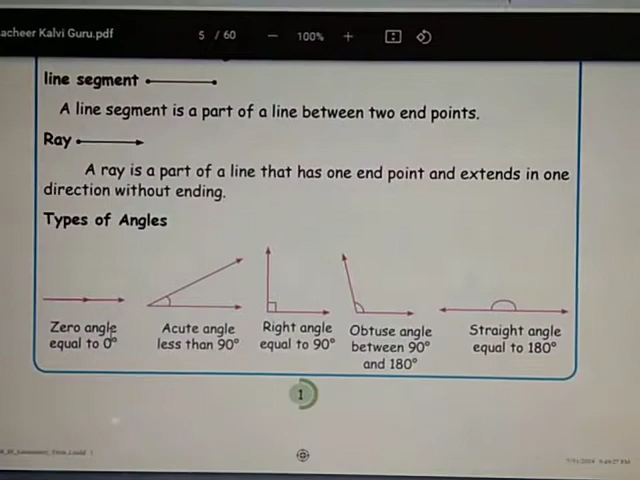 acheer Kalvi Guru.pdf
5 / 60
100%
line segment
A line segment is a part of a line between two end points.
Ray
A ray is a part of a line that has one end point and extends in one
direction without ending.
Types of Angles
Zero angle
equal to 0°
Acute angle
less than 90°
Right angle
equal to 90°
Obtuse angle
between 90°
and 180°
Straight angle
equal to 180°
1